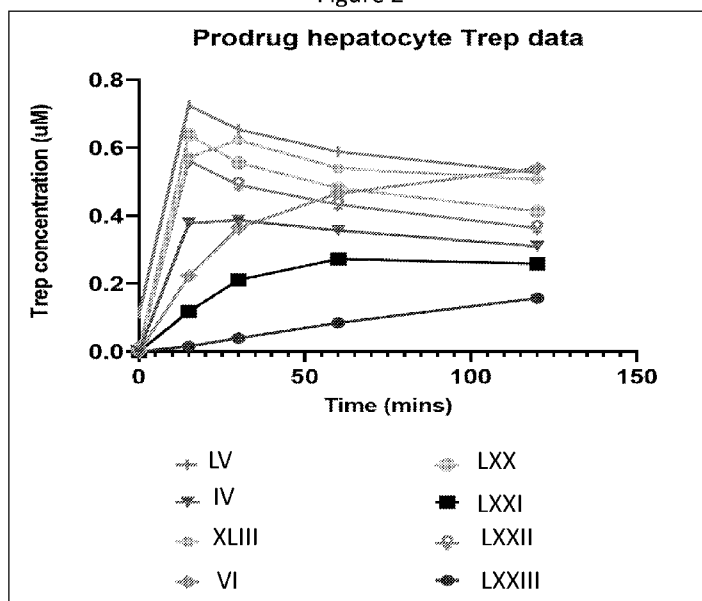 Figure 2
Prodrug hepatocyte Trep data
Trep concentration (uM)
0.8
0.6
0.4
0.2
0.0
0 50 100 150
Time (mins)
LV LXX
IV LXXI
XLIII LXXII
VI LXXIII